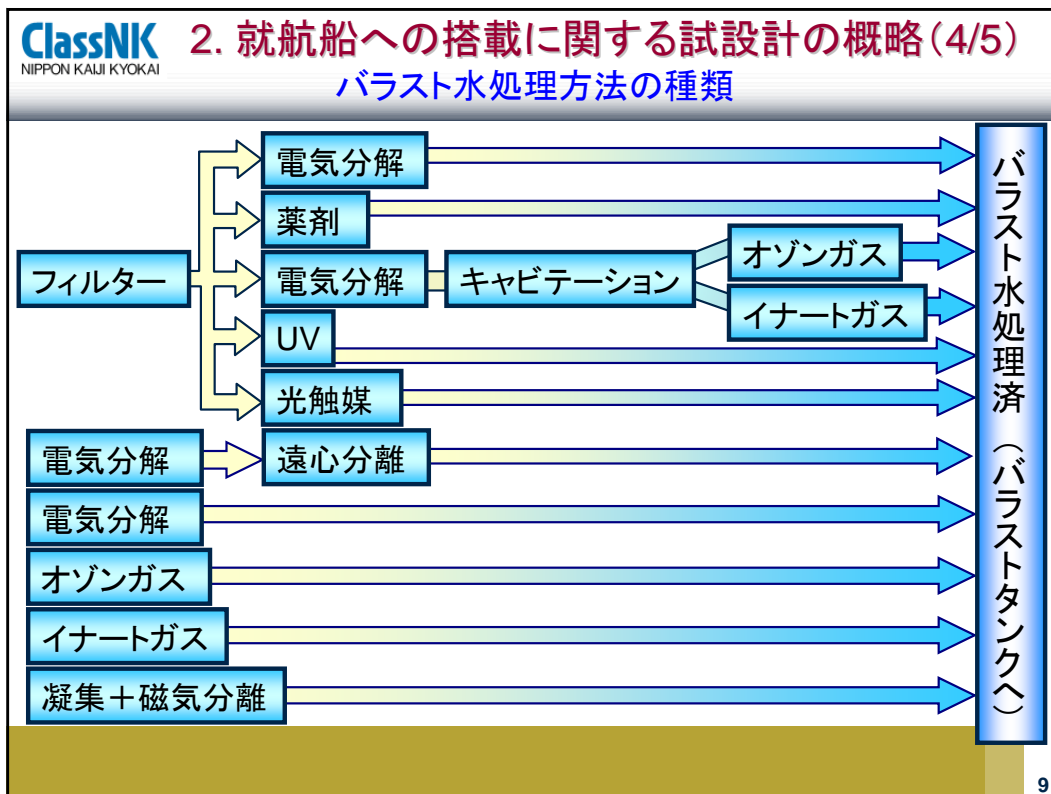 ClassNK
NIPPON KAIJI KYOKAI
2. 就航船への搭載に関する試設計の概略(4/5)
バラスト水処理方法の種類
フィルター
電気分解
薬剤
電気分解
キャビテーション
オゾンガス
イナートガス
UV
光触媒
電気分解
遠心分離
電気分解
オゾンガス
イナートガス
凝集＋磁気分離
バラスト水処理済（バラストタンクへ）
9